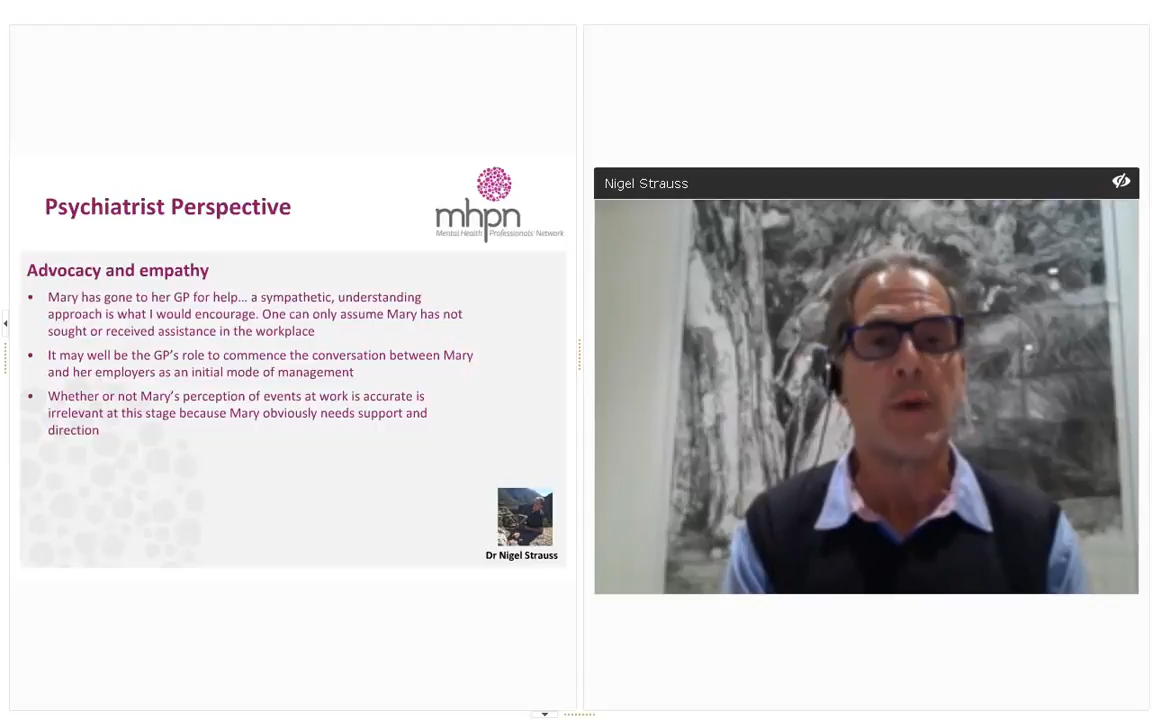 Psychiatrist Perspective
mhpn
Mental Health Professionals' Network
Advocacy and empathy
• Mary has gone to her GP for help... a sympathetic, understanding
approach is what I would encourage. One can only assume Mary has not
sought or received assistance in the workplace
• It may well be the GP's role to commence the conversation between Mary
and her employers as an initial mode of management
• Whether or not Mary's perception of events at work is accurate is
irrelevant at this stage because Mary obviously needs support and
direction
Dr Nigel Strauss
Nigel Strauss